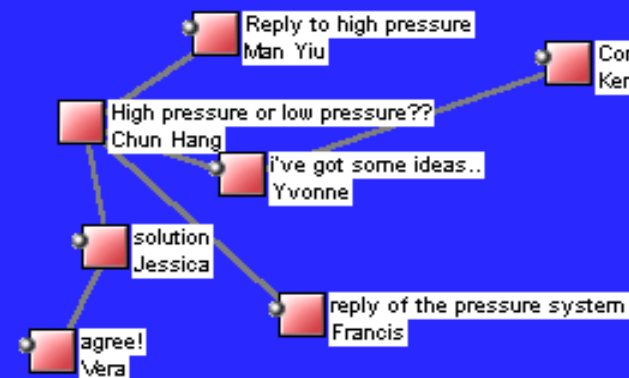 Reply to high pressure
Man Yiu
High pressure or low pressure??
Chun Hang
i've got some ideas..
Yvonne
solution
Jessica
reply of the pressure system
Francis
agree!
Vera